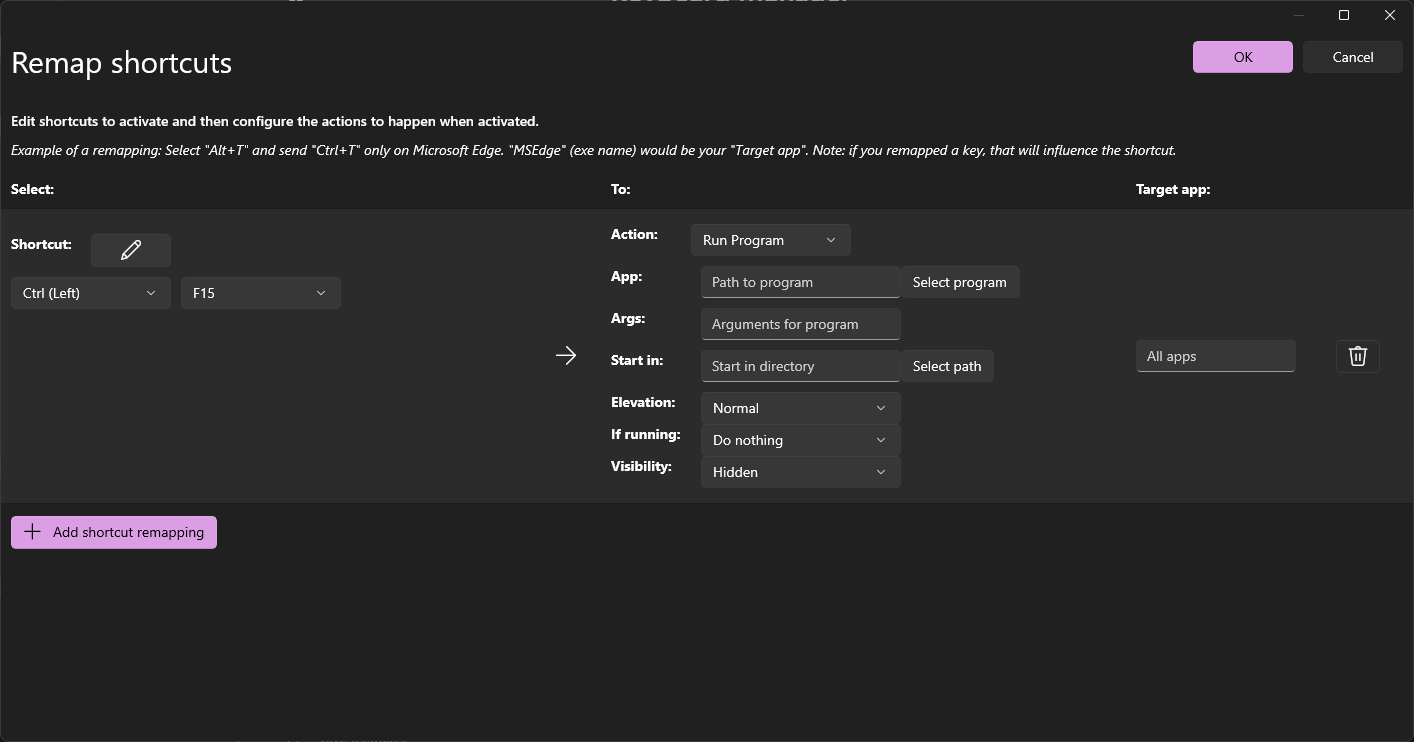 Remap shortcuts
OK
Cancel
Edit shortcuts to activate and then configure the actions to happen when activated.
Example of a remapping: Select "Alt+T" and send "Ctrl+T" only on Microsoft Edge. "MSEdge" (exe name) would be your "Target app". Note: if you remapped a key, that will influence the shortcut.
Select:
To:
Target app:
Shortcut:
Ctrl (Left)
F15
Action:
Run Program
App:
Path to program
Select program
Args:
Arguments for program
Start in:
Start in directory
Select path
Elevation:
Normal
If running:
Do nothing
Visibility:
Hidden
All apps
Add shortcut remapping